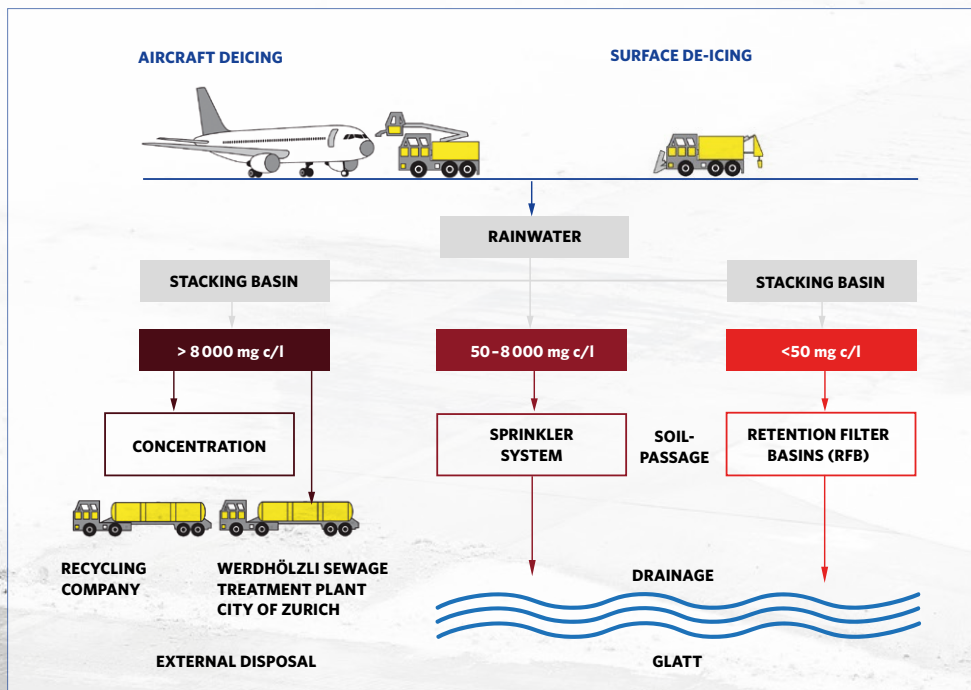 AIRCRAFT DEICING
SURFACE DE-ICING
RAINWATER
STACKING BASIN
STACKING BASIN
> 8 000 mg c/l
50–8 000 mg c/l
<50 mg c/l
CONCENTRATION
SPRINKLER
SYSTEM
SOIL-
PASSAGE
RETENTION FILTER
BASINS (RFB)
RECYCLING
COMPANY
WERDHÖLZLI SEWAGE
TREATMENT PLANT
CITY OF ZURICH
DRAINAGE
EXTERNAL DISPOSAL
GLATT